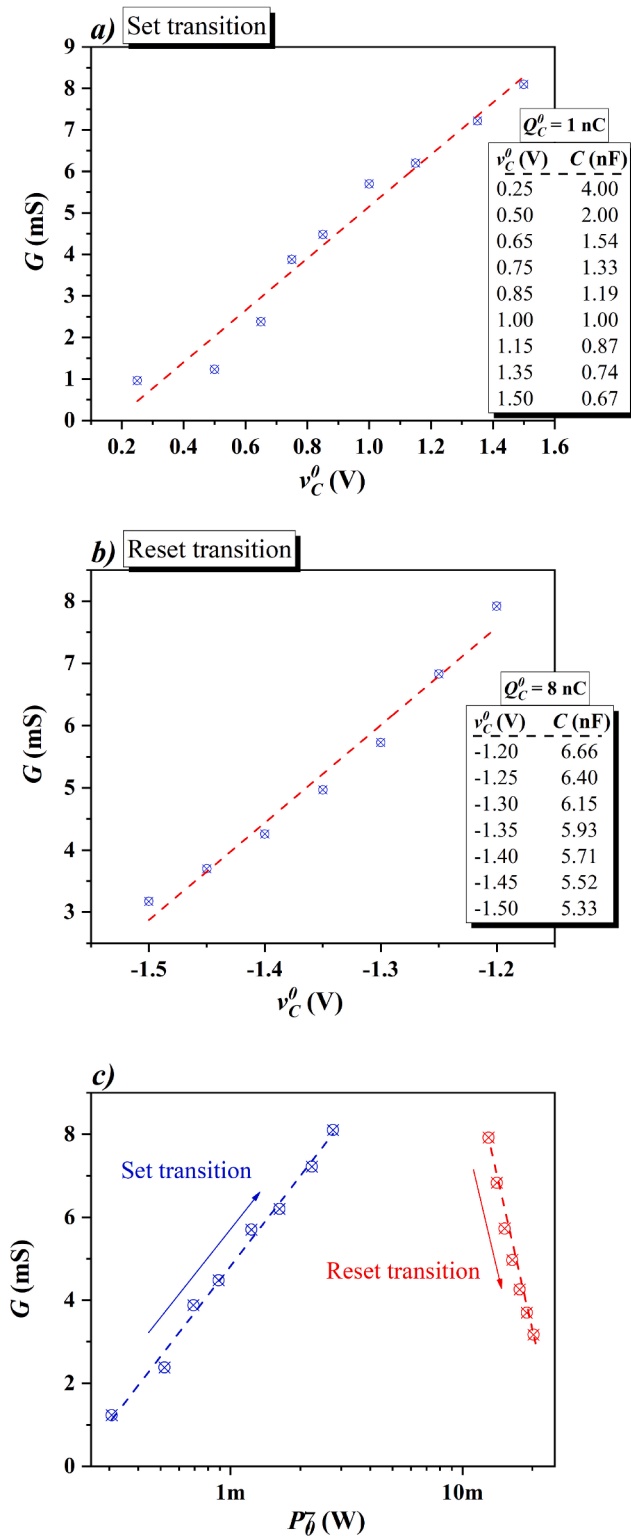 a) Set transition
9
8
7
6
5
4
3
2
1
0
G (mS)
0.2 0.4 0.6 0.8 1.0 1.2 1.4 1.6
v_C^0 (V)
Q_C^0 = 1 nC
v_C^0 (V) C (nF)
0.25 4.00
0.50 2.00
0.65 1.54
0.75 1.33
0.85 1.19
1.00 1.00
1.15 0.87
1.35 0.74
1.50 0.67
b) Reset transition
8
7
6
5
4
3
G (mS)
-1.5 -1.4 -1.3 -1.2
v_C^0 (V)
Q_C^0 = 8 nC
v_C^0 (V) C (nF)
-1.20 6.66
-1.25 6.40
-1.30 6.15
-1.35 5.93
-1.40 5.71
-1.45 5.52
-1.50 5.33
c)
8
6
4
2
0
G (mS)
Set transition
Reset transition
1m 10m
(W)